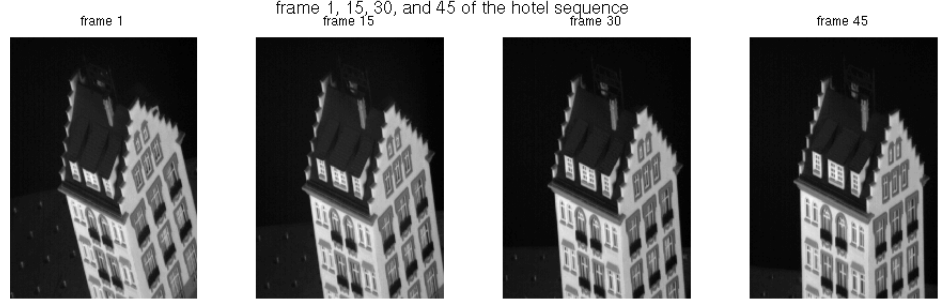 frame 1, 15, 30, and 45 of the hotel sequence
frame 1
frame 15
frame 30
frame 45